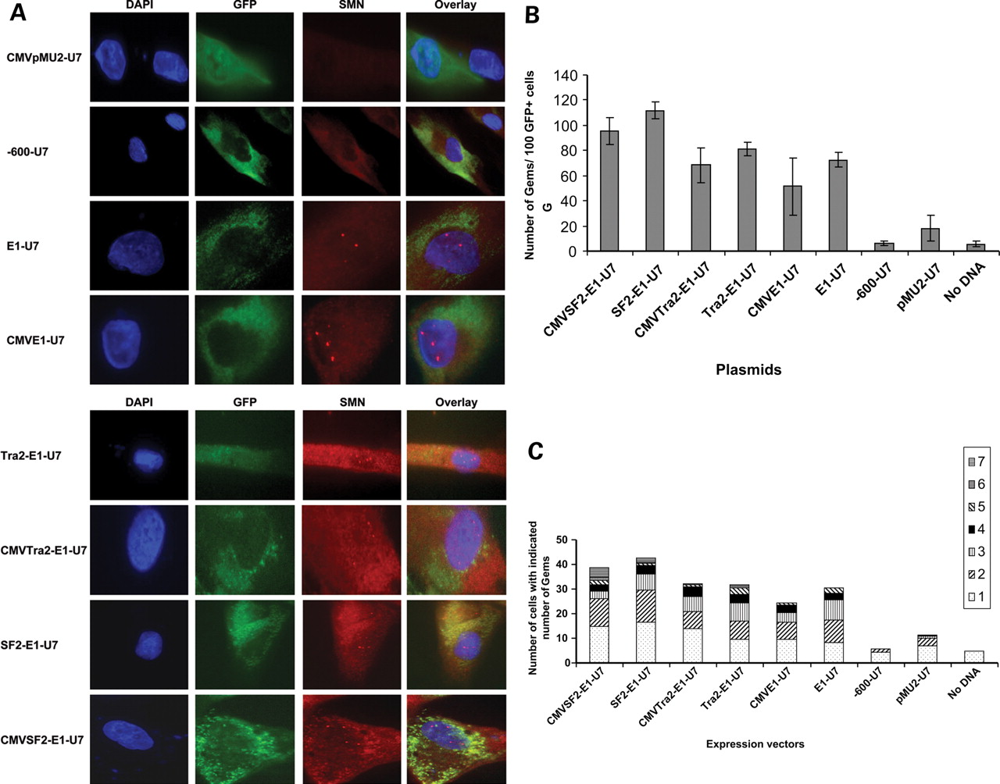 A
DAPI GFP SMN Overlay
CMVpMU2-U7
-600-U7
E1-U7
CMVE1-U7
DAPI GFP SMN Overlay
Tra2-E1-U7
CMVTra2-E1-U7
SF2-E1-U7
CMVSF2-E1-U7
B
Number of Gems/ 100 GFP+ cells
G
140
120
100
80
60
40
20
0
CMVSF2-E1-U7
SF2-E1-U7
CMVTra2-E1-U7
Tra2-E1-U7
CMVE1-U7
E1-U7
-600-U7
pMU2-U7
No DNA
Plasmids
C
7
6
5
4
3
2
1
Number of cells with indicated
number of Gems
50
40
30
20
10
0
CMVSF2-E1-U7
SF2-E1-U7
CMVTra2-E1-U7
Tra2-E1-U7
CMVE1-U7
E1-U7
-600-U7
pMU2-U7
No DNA
Expression vectors